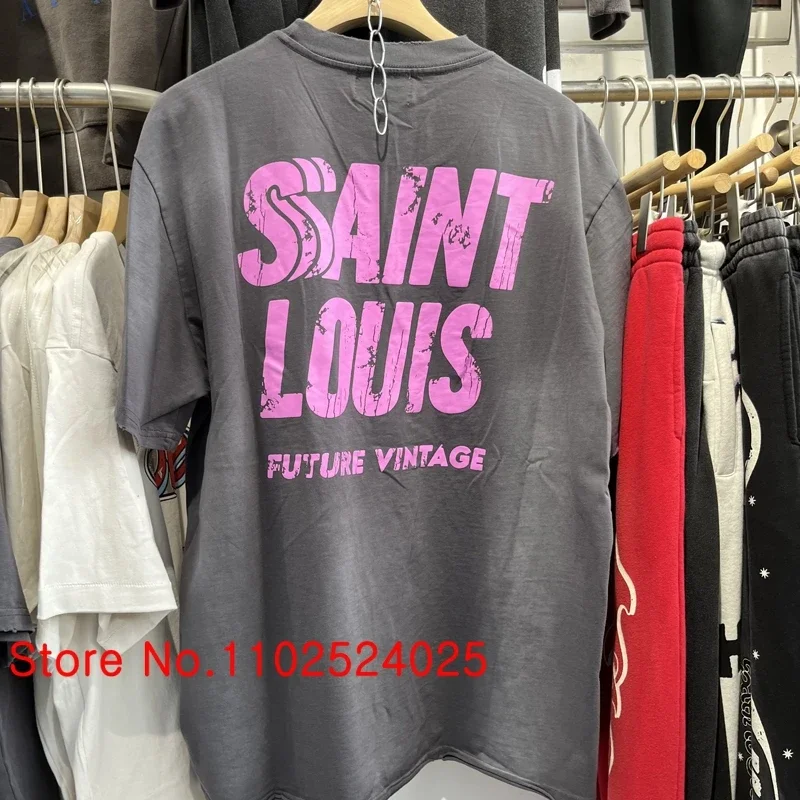 SAINT
LOUIS
FUTURE VINTAGE
Store No.1102524025